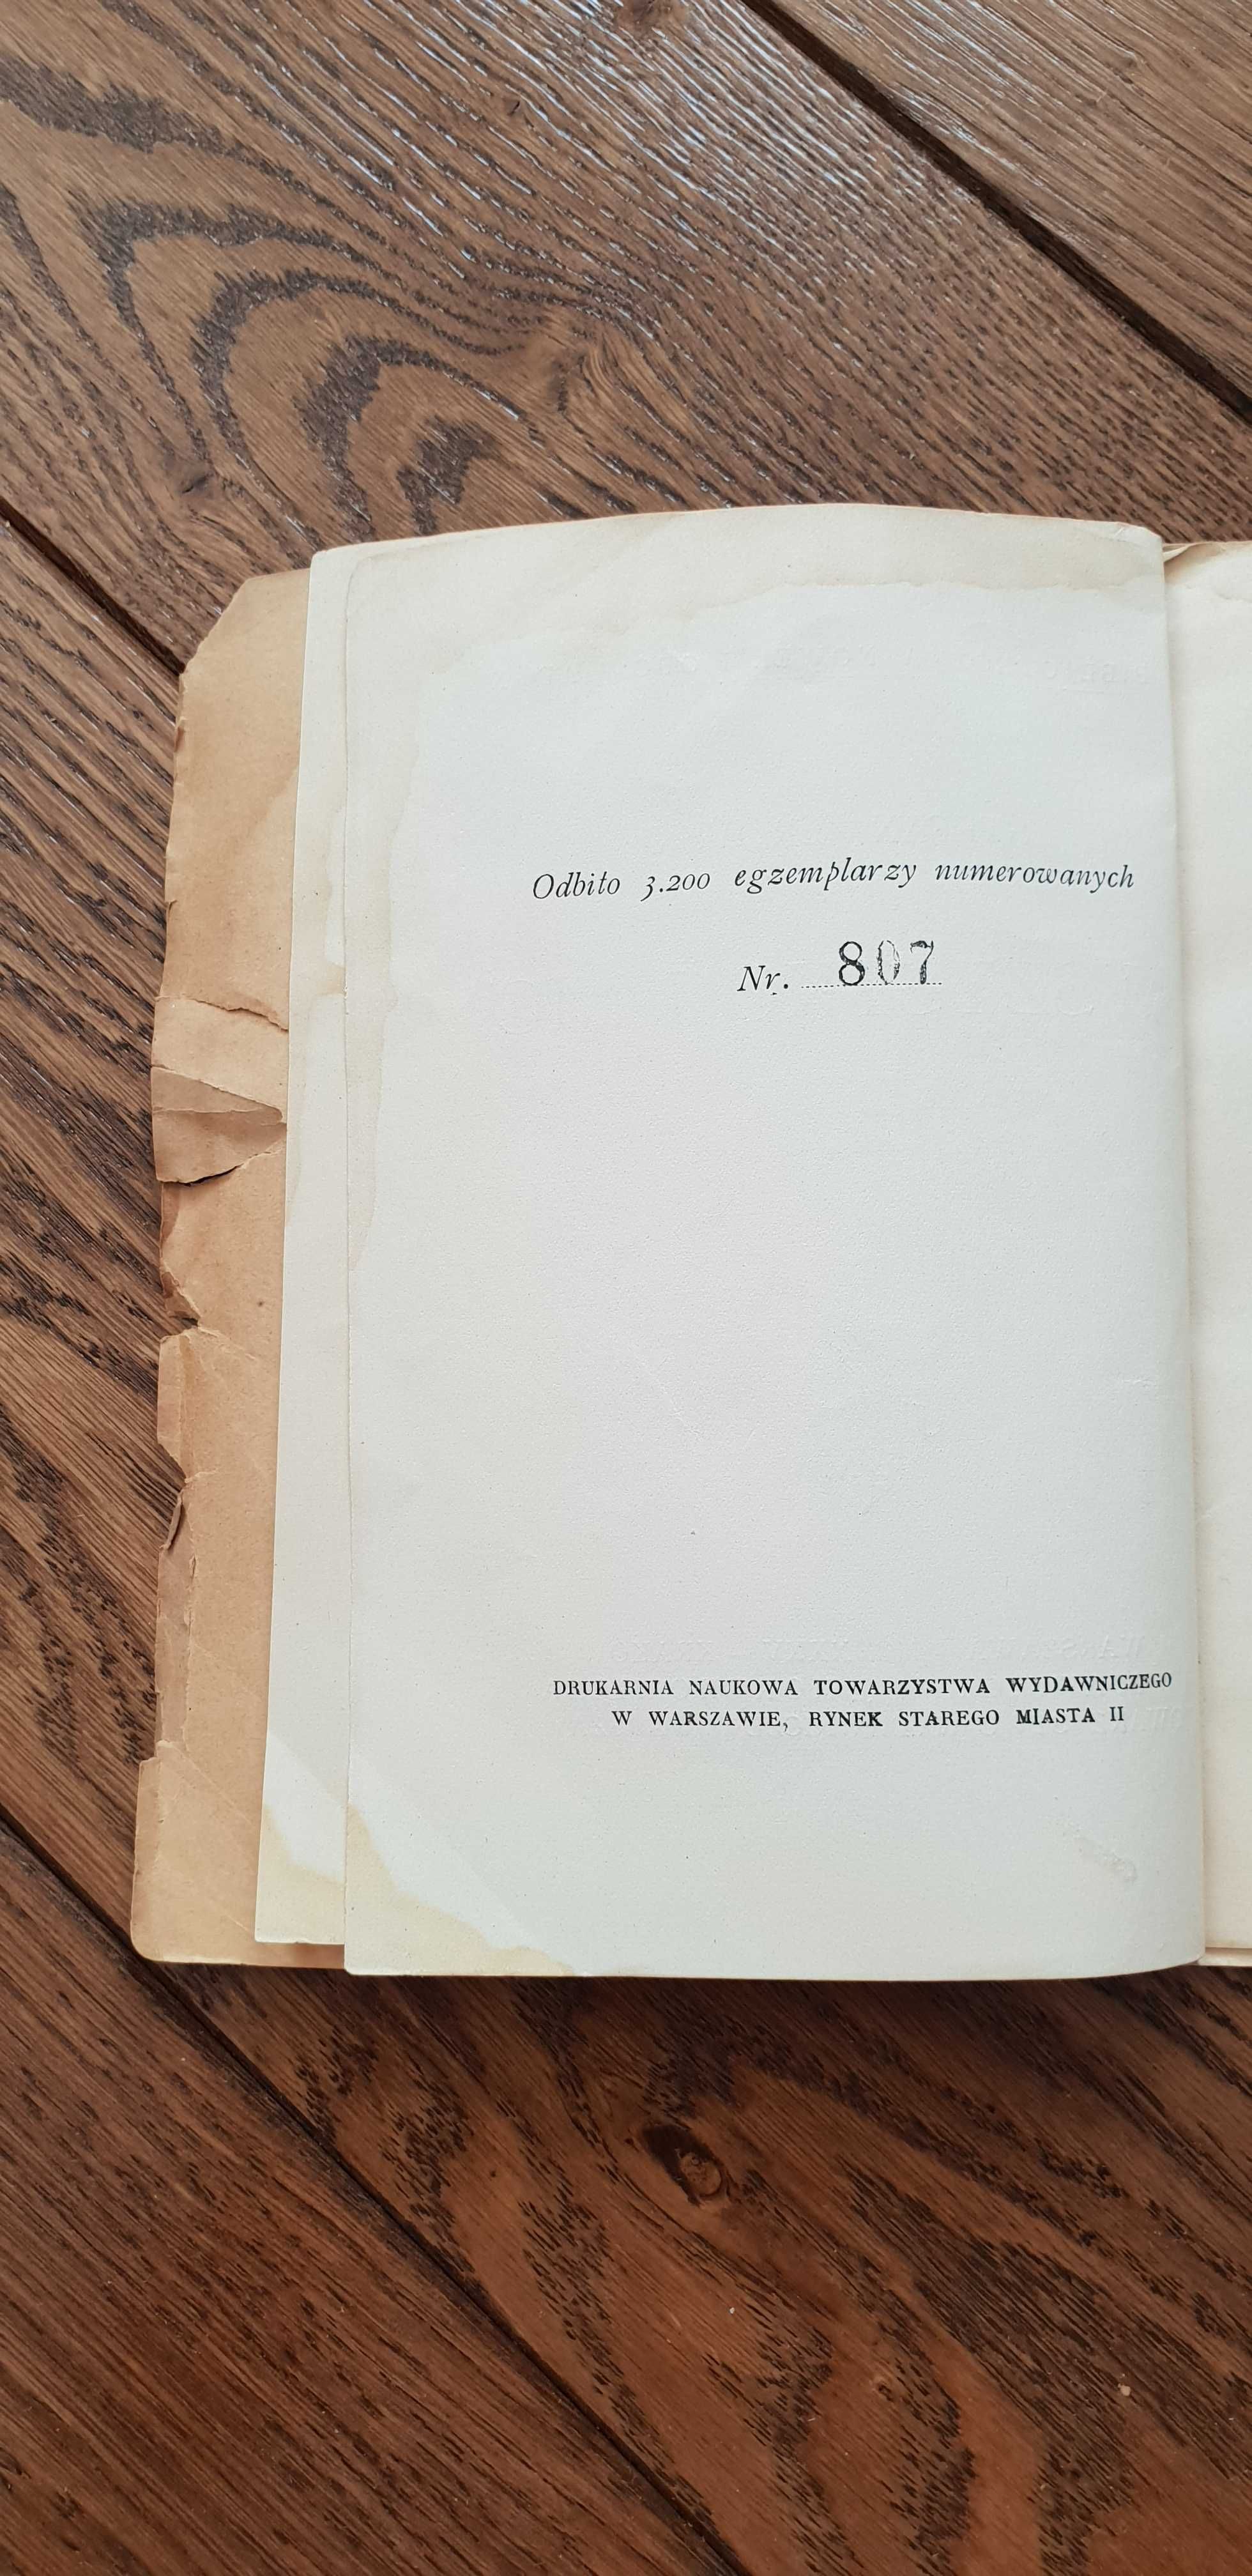 Odbito 3.200 egzemplarzy numerowanych
Nr. 807
DRUKARNIA NAUKOWA TOWARZYSTWA WYDAWNICZEGO
W WARSZAWIE, RYNEK STAREGO MIASTA II